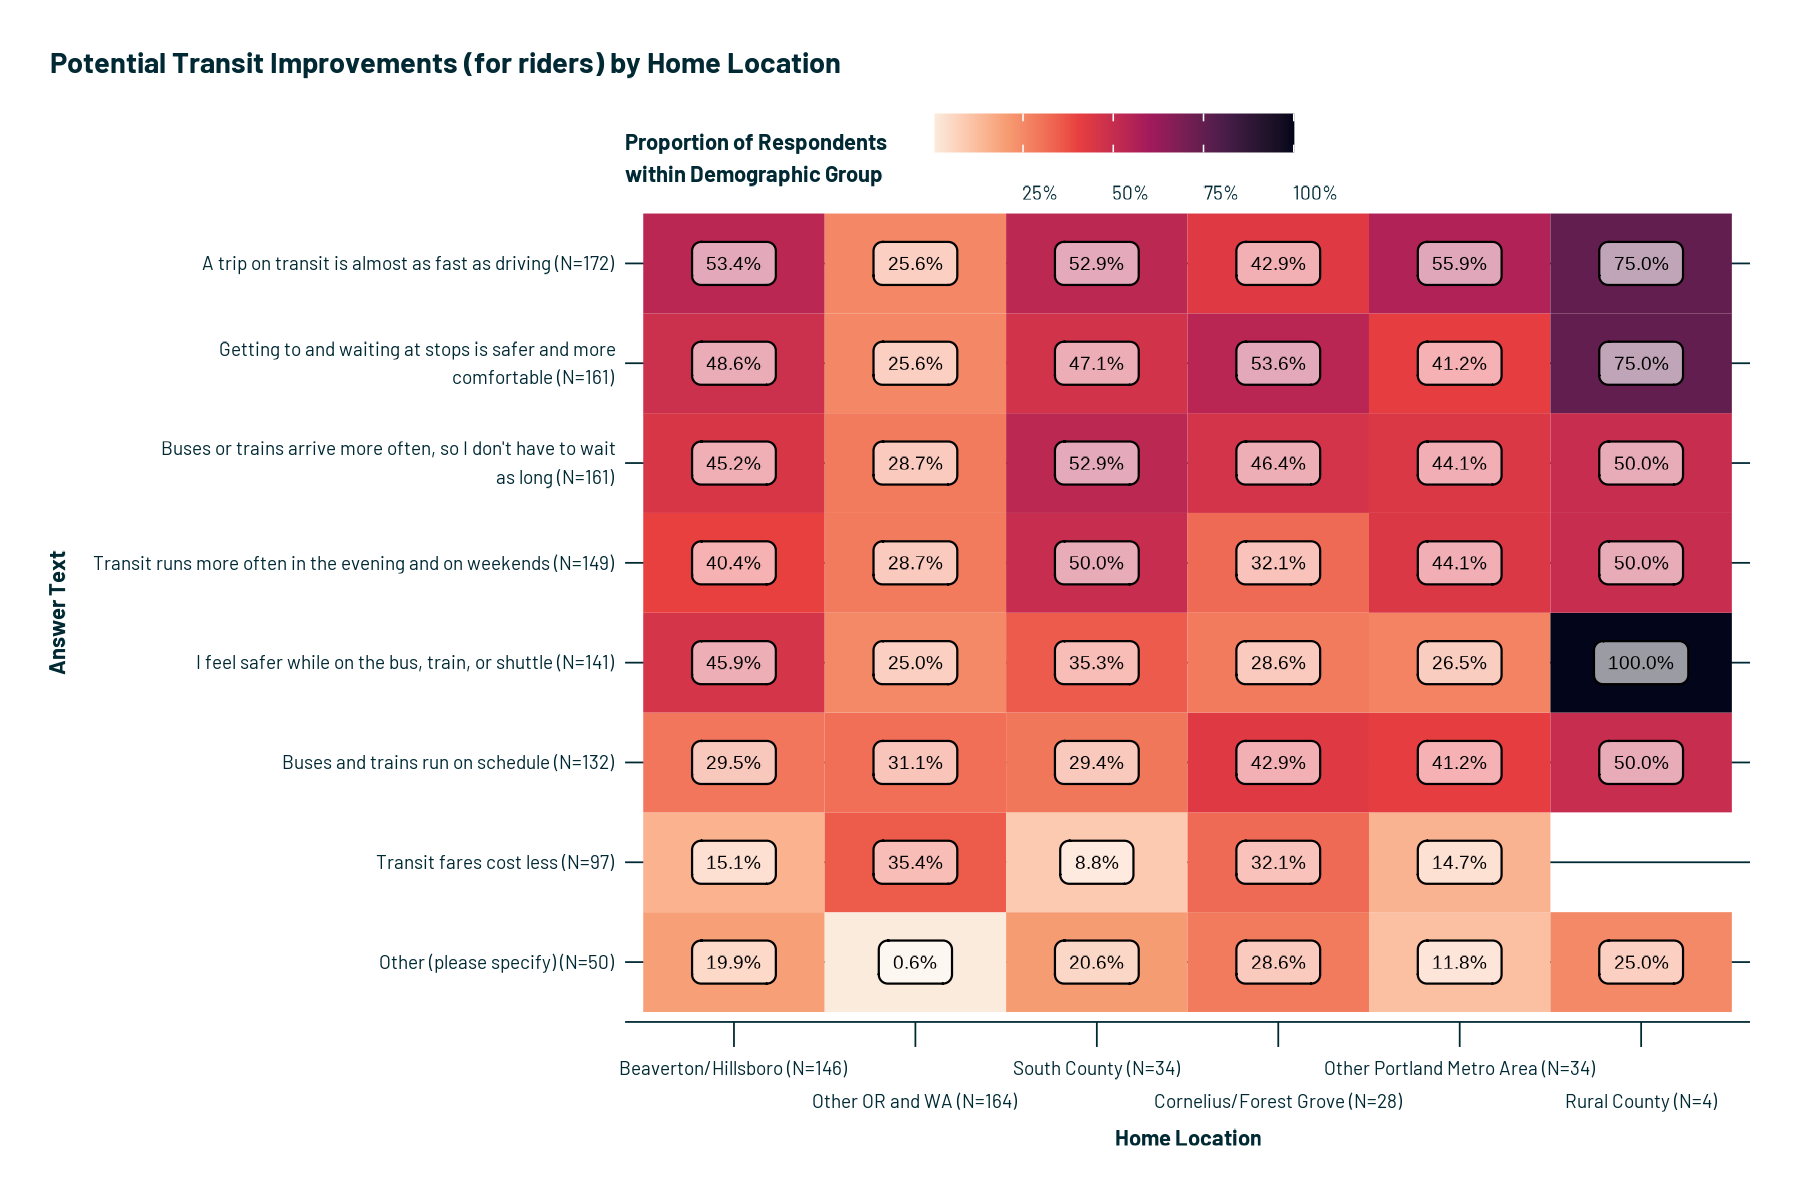 Potential Transit Improvements (for riders) by Home Location
Proportion of Respondents
within Demographic Group
25% 50% 75% 100%
A trip on transit is almost as fast as driving (N=172) 53.4% 25.6% 52.9% 42.9% 55.9% 75.0%
Getting to and waiting at stops is safer and more
comfortable (N=161) 48.6% 25.6% 47.1% 53.6% 41.2% 75.0%
Buses or trains arrive more often, so I don't have to wait
as long (N=161) 45.2% 28.7% 52.9% 46.4% 44.1% 50.0%
Transit runs more often in the evening and on weekends (N=149) 40.4% 28.7% 50.0% 32.1% 44.1% 50.0%
I feel safer while on the bus, train, or shuttle (N=141) 45.9% 25.0% 35.3% 28.6% 26.5% 100.0%
Buses and trains run on schedule (N=132) 29.5% 31.1% 29.4% 42.9% 41.2% 50.0%
Transit fares cost less (N=97) 15.1% 35.4% 8.8% 32.1% 14.7%
Other (please specify) (N=50) 19.9% 0.6% 20.6% 28.6% 11.8% 25.0%
Answer Text
Beaverton/Hillsboro (N=146) South County (N=34) Other Portland Metro Area (N=34)
Other OR and WA (N=164) Cornelius/Forest Grove (N=28) Rural County (N=4)
Home Location